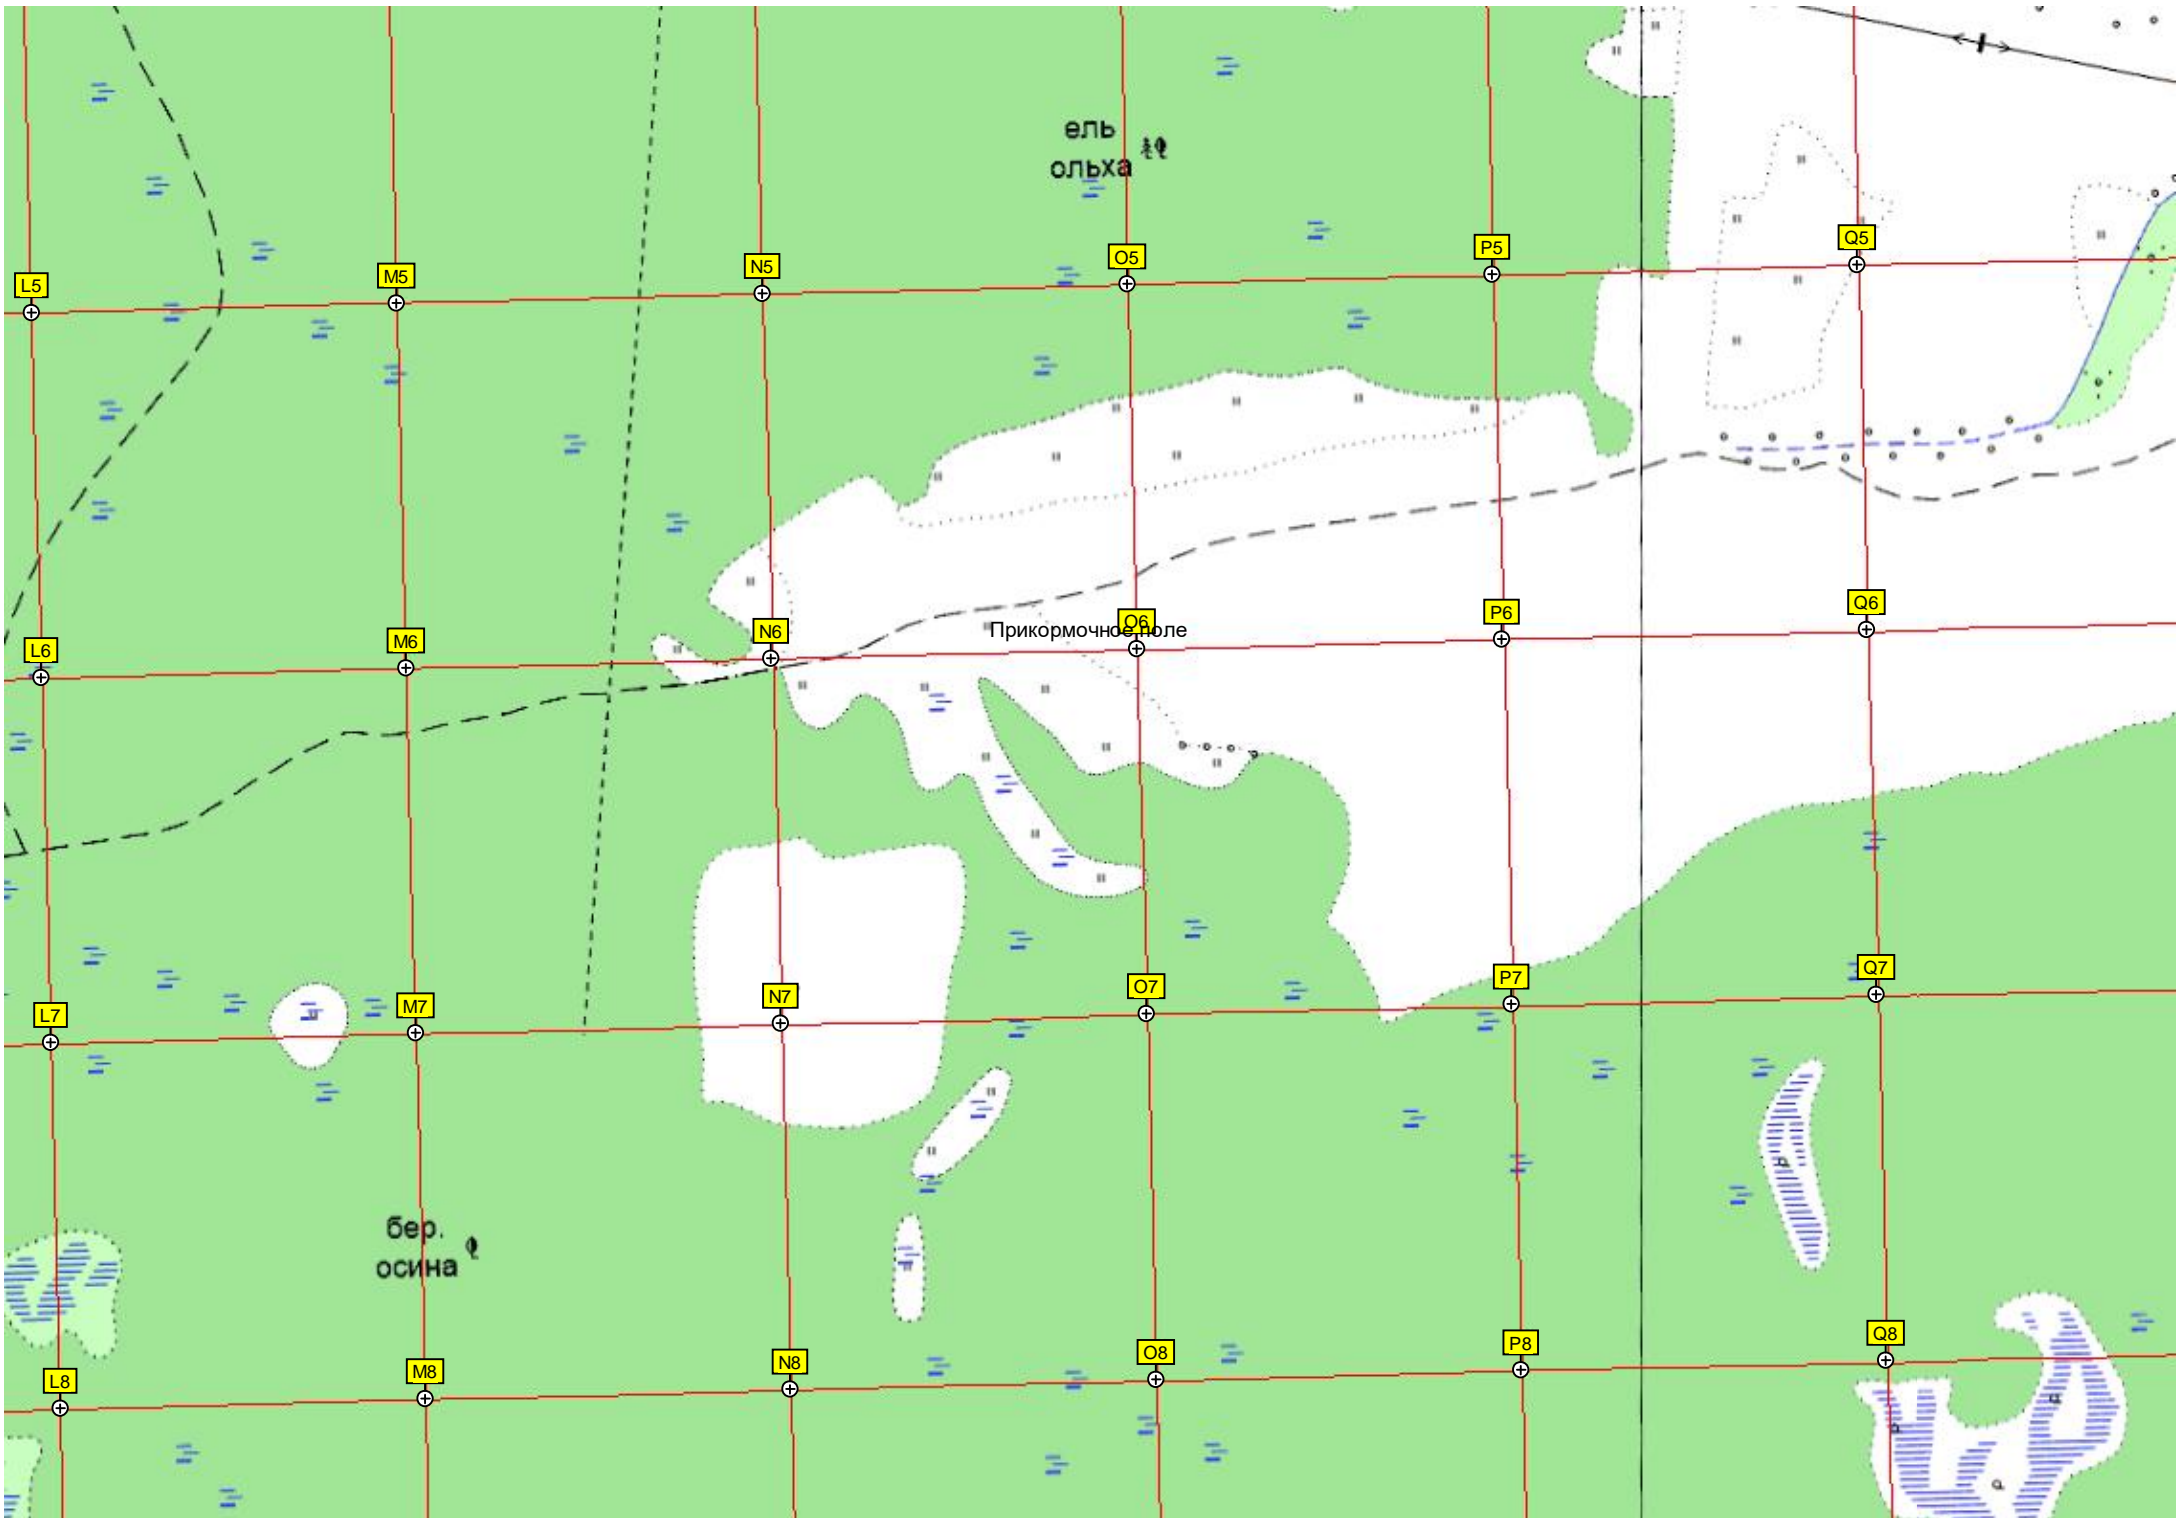 ель
ольха
L5
M5
N5
O5
P5
Q5
L6
M6
N6
O6
P6
Q6
Прикормочное поле
L7
M7
N7
O7
P7
Q7
бер.
осина
L8
M8
N8
O8
P8
Q8